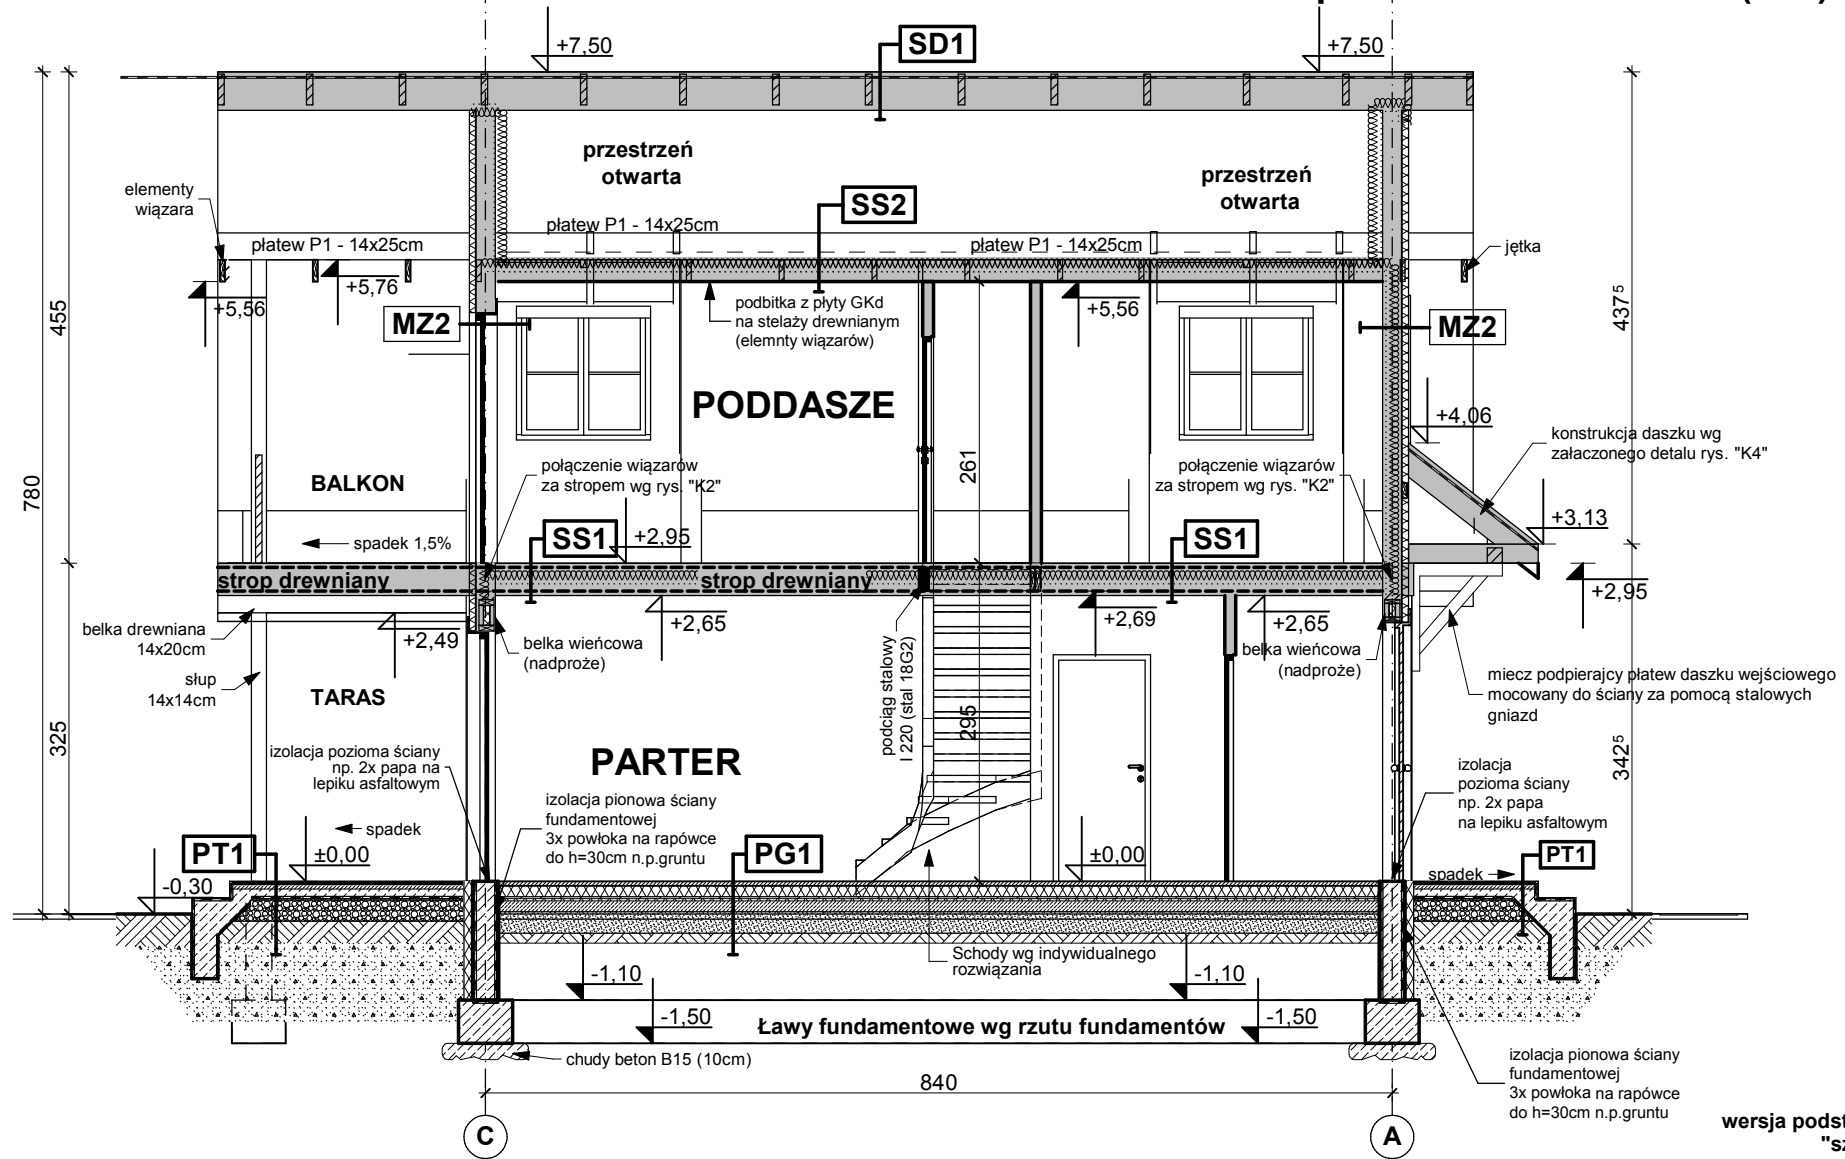 +7,50
SD1
+7,50
przestrzeń
otwarta
przestrzeń
otwarta
elementy
wiązara
SS2
płatew P1 - 14x25cm
płatew P1 - 14x25cm
płatew P1 - 14x25cm
jętka
+5,76
+5,56
MZ2
podbitka z płyty GKd
na stelaży drewnianym
(elemnty wiązarów)
+5,56
MZ2
455
437⁵
PODDASZE
+4,06
konstrukcja daszku wg
załaczonego detalu rys. "K4"
780
BALKON
połączenie wiązarów
za stropem wg rys. "K2"
261
połączenie wiązarów
za stropem wg rys. "K2"
+3,13
spadek 1,5%
SS1
+2,95
SS1
strop drewniany
strop drewniany
+2,95
belka drewniana
14x20cm
+2,49
belka wieńcowa
(nadproże)
+2,65
+2,69
+2,65
belka wieńcowa
(nadproże)
słup
14x14cm
TARAS
podciąg stalowy
I 220 (stal 18G2)
295
miecz podpierajcy płatew daszku wejściowego
mocowany do ściany za pomocą stalowych
gniazd
325
342⁵
izolacja pozioma ściany
np. 2x papa na
lepiku asfaltowym
PARTER
izolacja pionowa ściany
fundamentowej
3x powłoka na rapówce
do h=30cm n.p.gruntu
izolacja
pozioma ściany
np. 2x papa
na lepiku asfaltowym
spadek
PT1
±0,00
PG1
±0,00
PT1
spadek
-0,30
Schody wg indywidualnego
rozwiązania
-1,10
-1,10
-1,50
Ławy fundamentowe wg rzutu fundamentów
-1,50
chudy beton B15 (10cm)
izolacja pionowa ściany
fundamentowej
3x powłoka na rapówce
do h=30cm n.p.gruntu
840
C
A
wersja podst
"sz